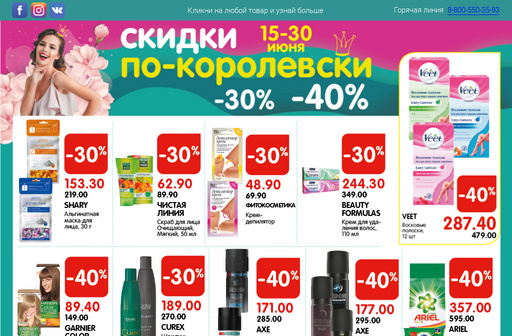 Кликни на любой товар и узнай больше
Горячая линия 8-800-550-35-93
СКИДКИ 15-30 ИЮНЯ
ПО-КОРОЛЕВСКИ
-30% -40%
-30%
153.30
219.00
SHARY
Альгинатная
маска для
лица, 30 г
-30%
62.90
89.90
ЧИСТАЯ
ЛИНИЯ
Скраб для лица
Очищающий,
Мягкий, 50 мл
-30%
48.90
69.90
ФИТОКОСМЕТИКА
Крем-
депилятор
-30%
244.30
349.00
BEAUTY
FORMULAS
Крем для уда-
ления волос,
110 мл
Veet
Veet
Veet
-40%
VEET
Восковые
полоски,
12 шт
287.40
479.00
-40%
89.40
149.00
GARNIER
-30%
189.00
270.00
CUREX
-40%
171.00
285.00
AXE
-40%
177.00
295.00
AXE
ARIEL
-40%
357.00
595.00
ARIEL